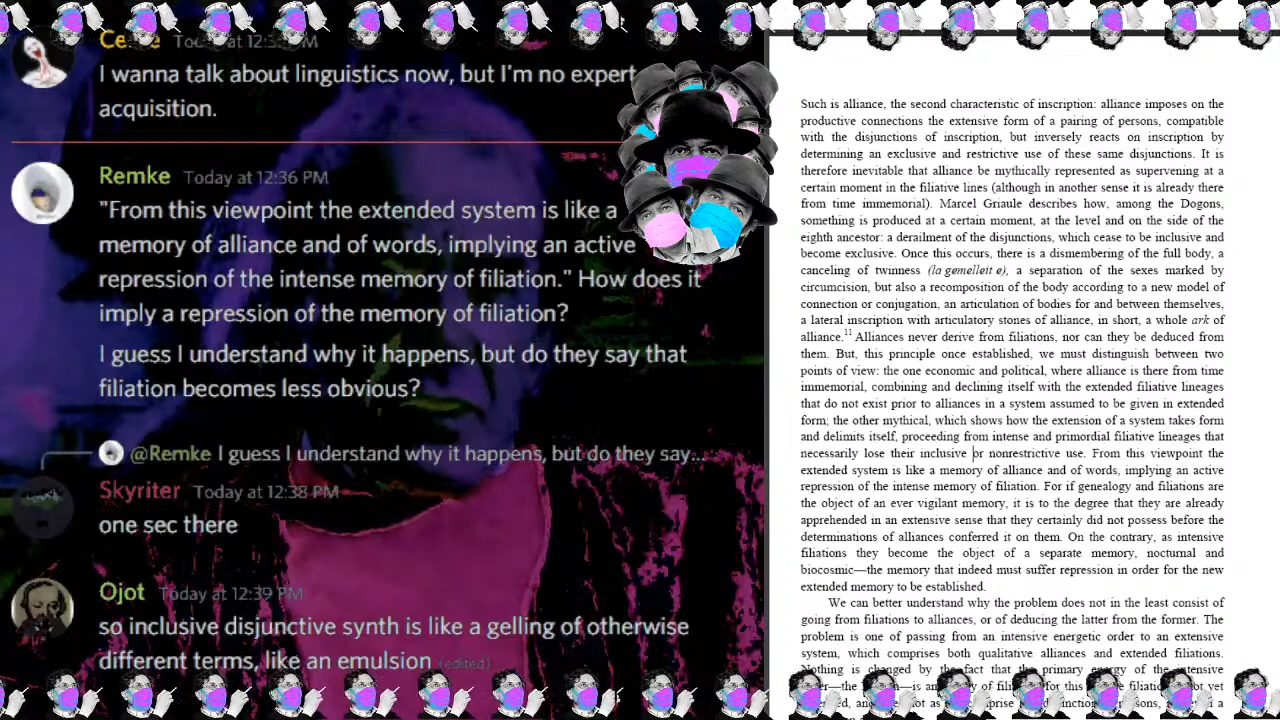 at 12:3
I wanna talk about linguistics now, but I'm no expert
acquisition.
Remke Today at 12:36 PM
"From this viewpoint the extended system is like a
memory of alliance and of words, implying an active
repression of the intense memory of filiation." How does it
imply a repression of the memory of filiation?
I guess I understand why it happens, but do they say that
filiation becomes less obvious?
@Remke I guess I understand why it happens, but do they say...
Skyriter Today at 12:38 PM
one sec there
Ojot Today at 12:39 PM
so inclusive disjunctive synth is like a gelling of otherwise
different terms, like an emulsion (edited)
Such is alliance, the second characteristic of inscription: alliance imposes on the
productive connections the extensive form of a pairing of persons, compatible
with the disjunctions of inscription, but inversely reacts on inscription by
determining an exclusive and restrictive use of these same disjunctions. It is
therefore inevitable that alliance be mythically represented as supervening at a
certain moment in the filiative lines (although in another sense it is already there
from time immemorial). Marcel Griaule describes how, among the Dogons,
something is produced at a certain moment, at the level and on the side of the
eighth ancestor: a derailment of the disjunctions, which cease to be inclusive and
become exclusive. Once this occurs, there is a dismembering of the full body, a
canceling of twinness (la gemelleit e), a separation of the sexes marked by
circumcision, but also a recomposition of the body according to a new model of
connection or conjugation, an articulation of bodies for and between themselves,
a lateral inscription with articulatory stones of alliance, in short, a whole ark of
alliance.11 Alliances never derive from filiations, nor can they be deduced from
them. But, this principle once established, we must distinguish between two
points of view: the one economic and political, where alliance is there from time
immemorial, combining and declining itself with the extended filiative lineages
that do not exist prior to alliances in a system assumed to be given in extended
form; the other mythical, which shows how the extension of a system takes form
and delimits itself, proceeding from intense and primordial filiative lineages that
necessarily lose their inclusive or nonrestrictive use. From this viewpoint the
extended system is like a memory of alliance and of words, implying an active
repression of the intense memory of filiation. For if genealogy and filiations are
the object of an ever vigilant memory, it is to the degree that they are already
apprehended in an extensive sense that they certainly did not possess before the
determinations of alliances conferred it on them. On the contrary, as intensive
filiations they become the object of a separate memory, nocturnal and
biocosmic—the memory that indeed must suffer repression in order for the new
extended memory to be established.
We can better understand why the problem does not in the least consist of
going from filiations to alliances, or of deducing the latter from the former. The
problem is one of passing from an intensive energetic order to an extensive
system, which comprises both qualitative alliances and extended filiations.
Nothing is changed by the fact that the primary energy of the intensive